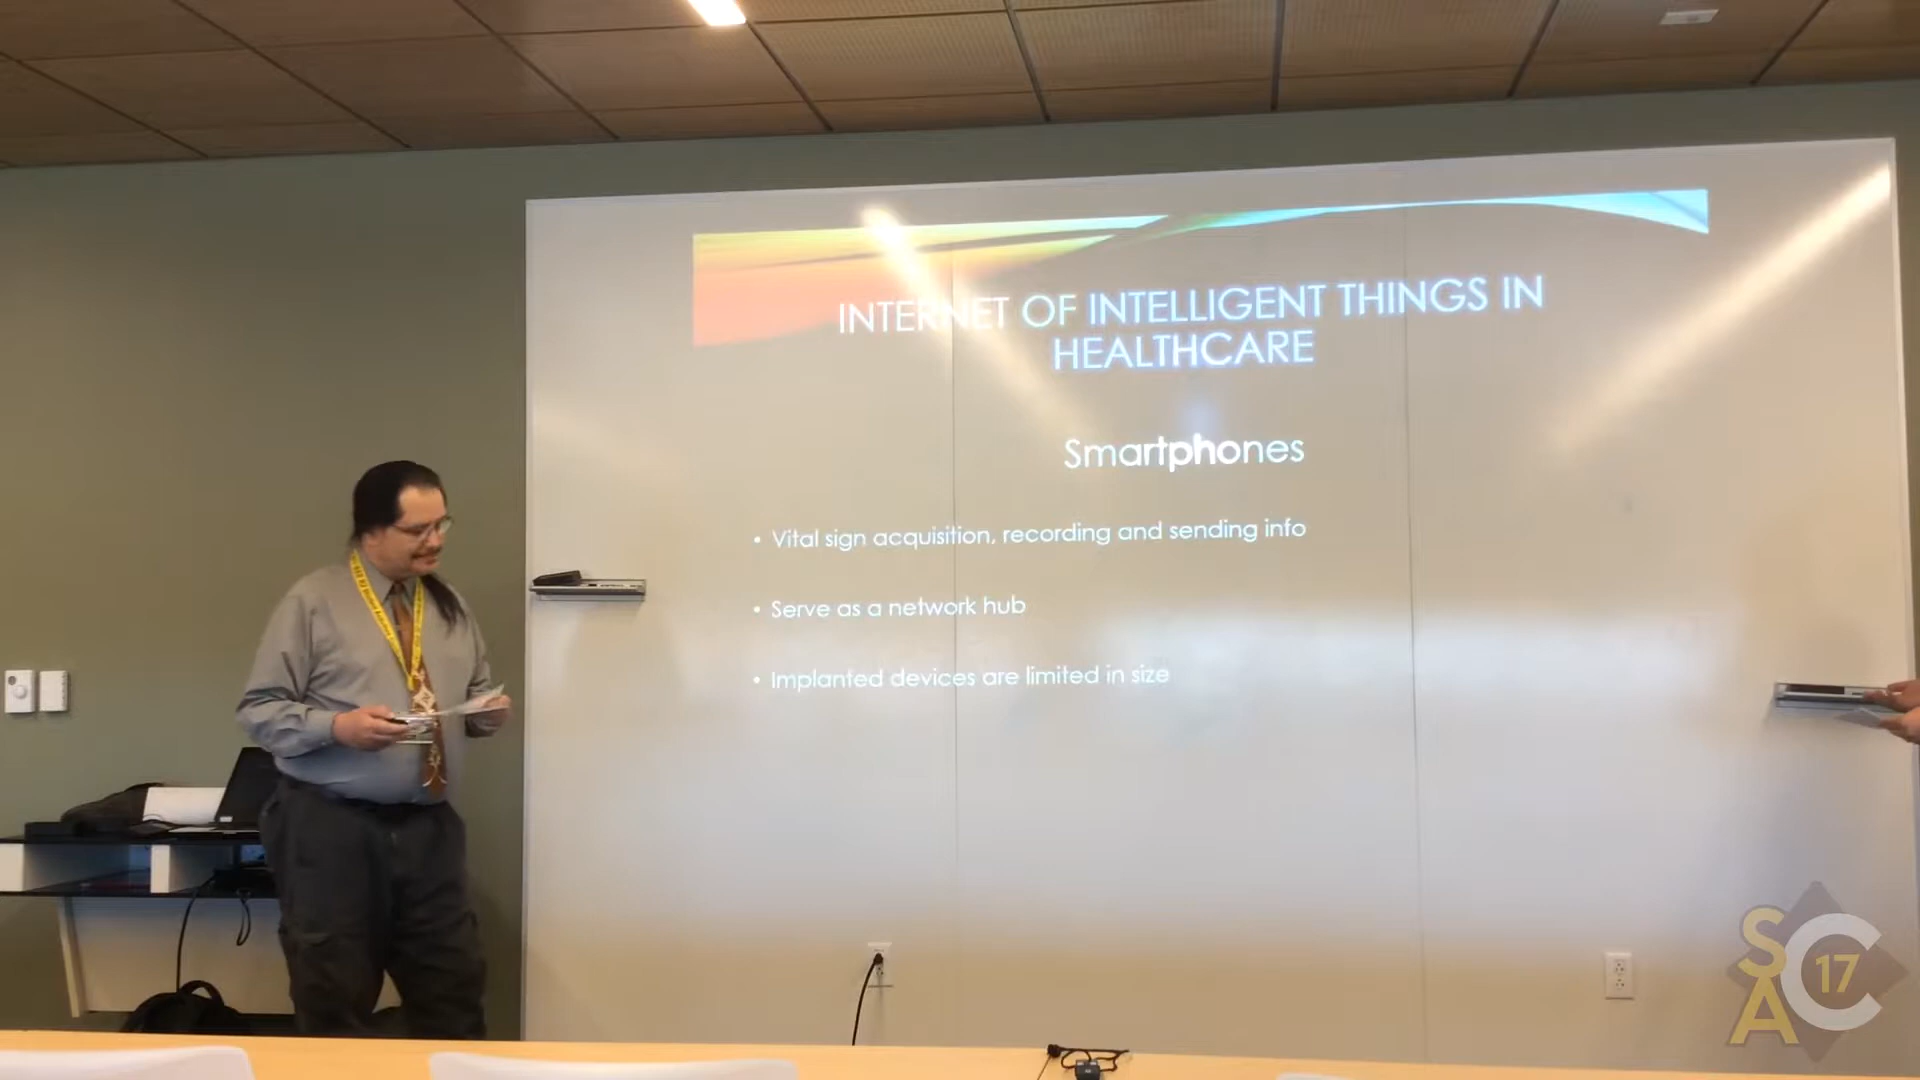 INTERNET OF INTELLIGENT THINGS IN
HEALTHCARE
Smartphones
• Vital sign acquisition, recording and sending info
• Serve as a network hub
• Implanted devices are limited in size
SAC 17